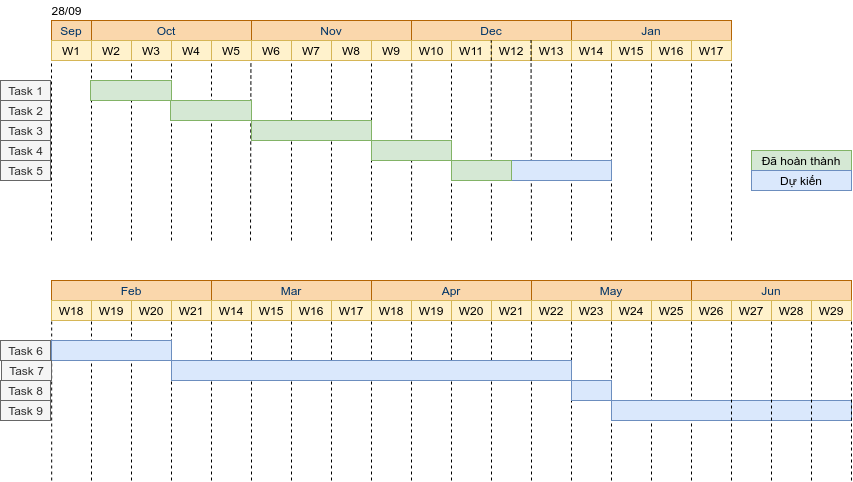 28/09
Sep Oct Nov Dec Jan
W1 W2 W3 W4 W5 W6 W7 W8 W9 W10 W11 W12 W13 W14 W15 W16 W17
Task 1
Task 2
Task 3
Task 4
Task 5
Đã hoàn thành
Dự kiến
Feb Mar Apr May Jun
W18 W19 W20 W21 W14 W15 W16 W17 W18 W19 W20 W21 W22 W23 W24 W25 W26 W27 W28 W29
Task 6
Task 7
Task 8
Task 9